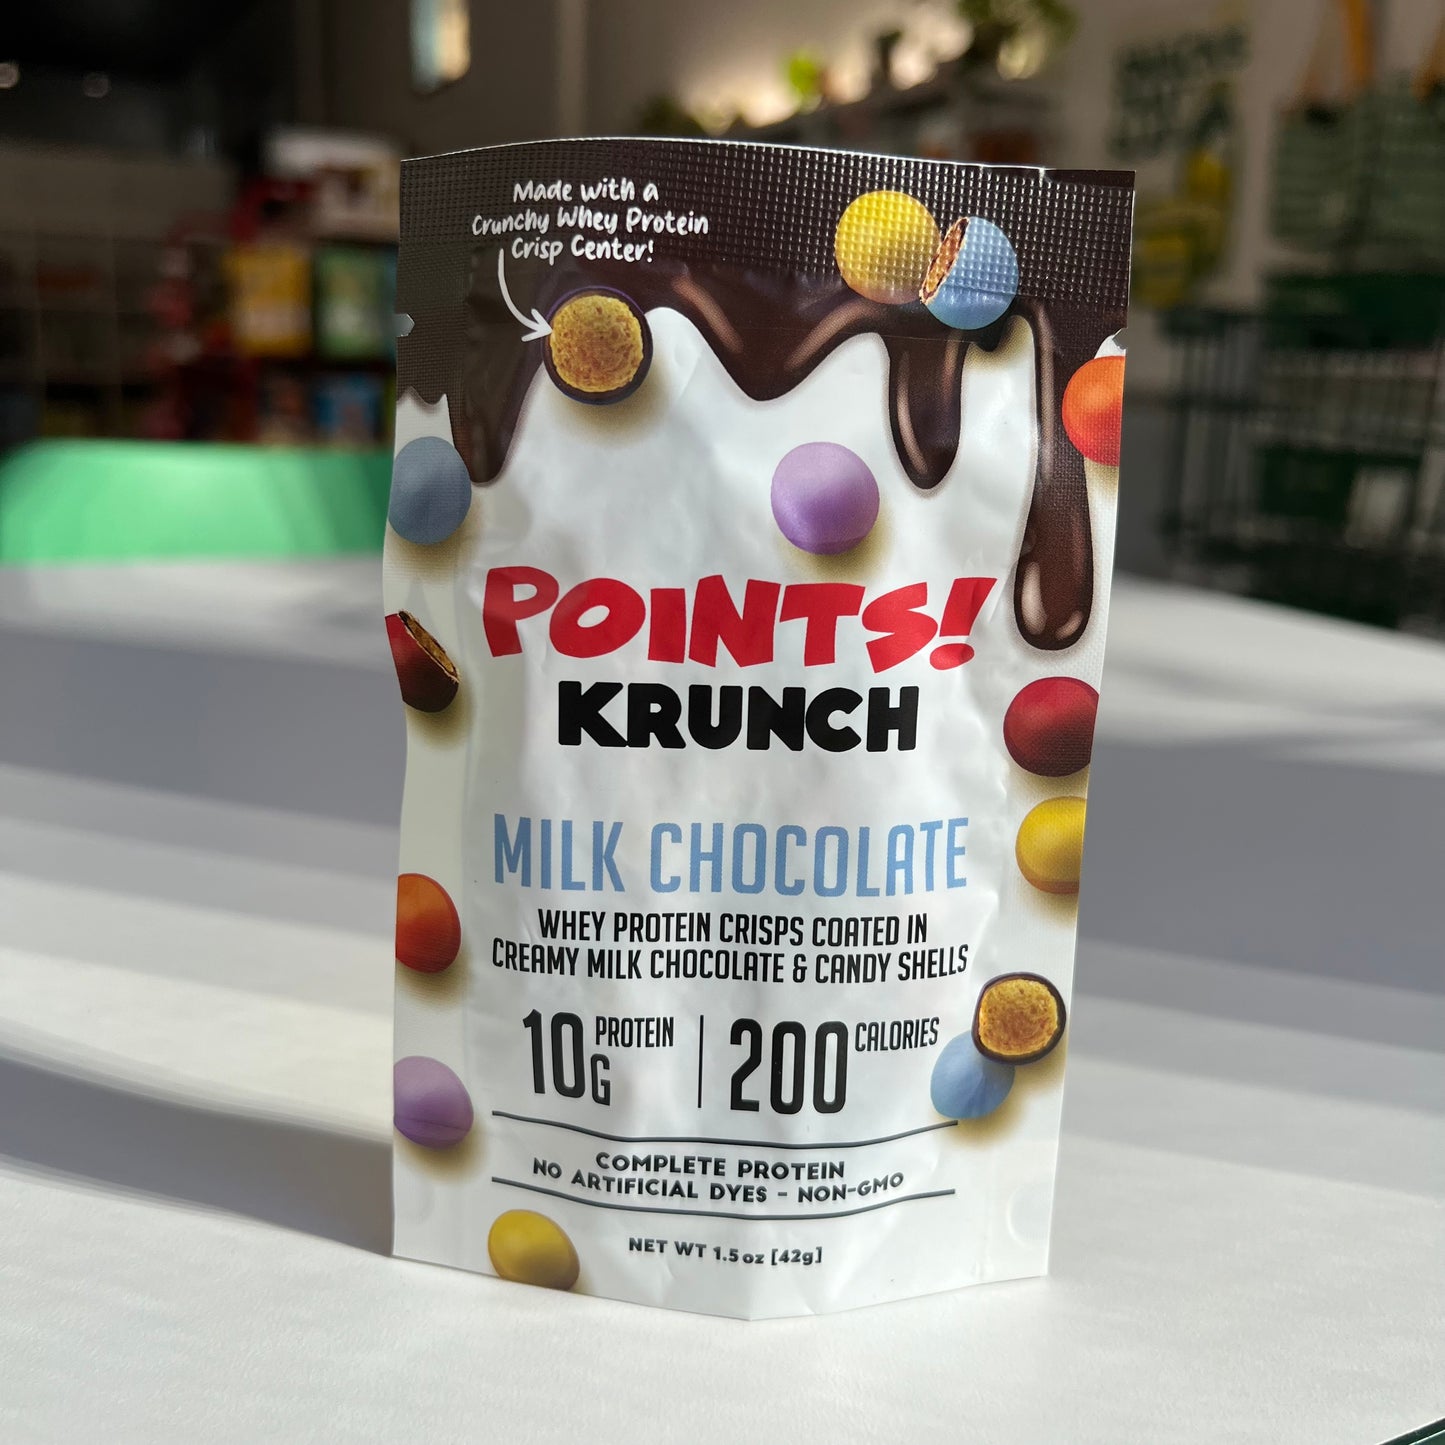 Made with a
Crunchy Whey Protein
Crisp Center!
POINTS!
KRUNCH
MILK CHOCOLATE
WHEY PROTEIN CRISPS COATED IN
CREAMY MILK CHOCOLATE & CANDY SHELLS
10G PROTEIN | 200 CALORIES
COMPLETE PROTEIN
NO ARTIFICIAL DYES - NON-GMO
NET WT 1.5 oz [42g]